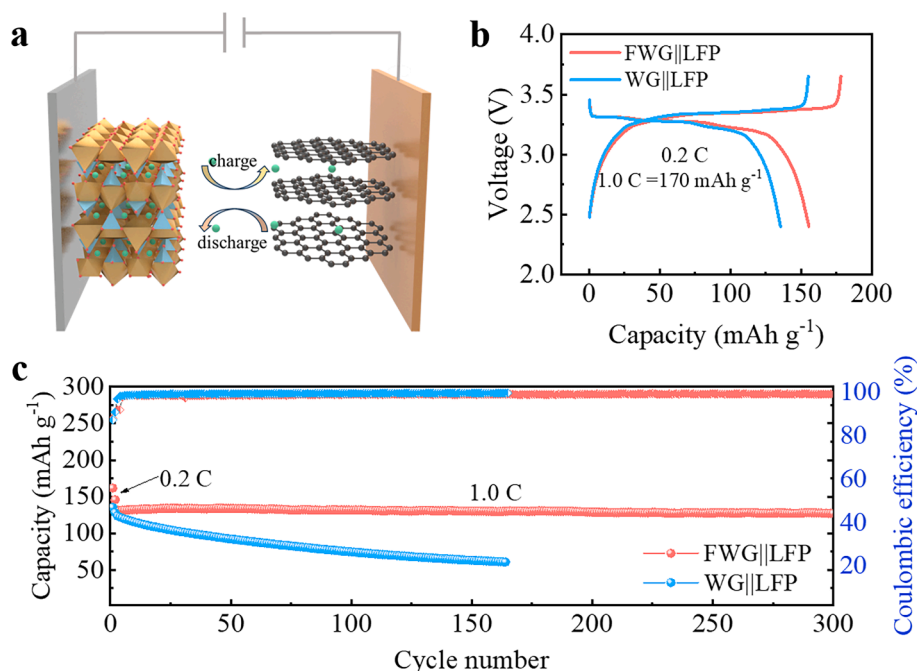 a
charge
discharge
b
4.0
3.5
3.0
2.5
2.0
Voltage (V)
FWG||LFP
WG||LFP
0.2 C
1.0 C =170 mAh g⁻¹
0 50 100 150 200
Capacity (mAh g⁻¹)
c
300
250
200
150
100
50
Capacity (mAh g⁻¹)
0.2 C
1.0 C
FWG||LFP
WG||LFP
100
80
60
40
20
Coulombic efficiency (%)
0 50 100 150 200 250 300
Cycle number